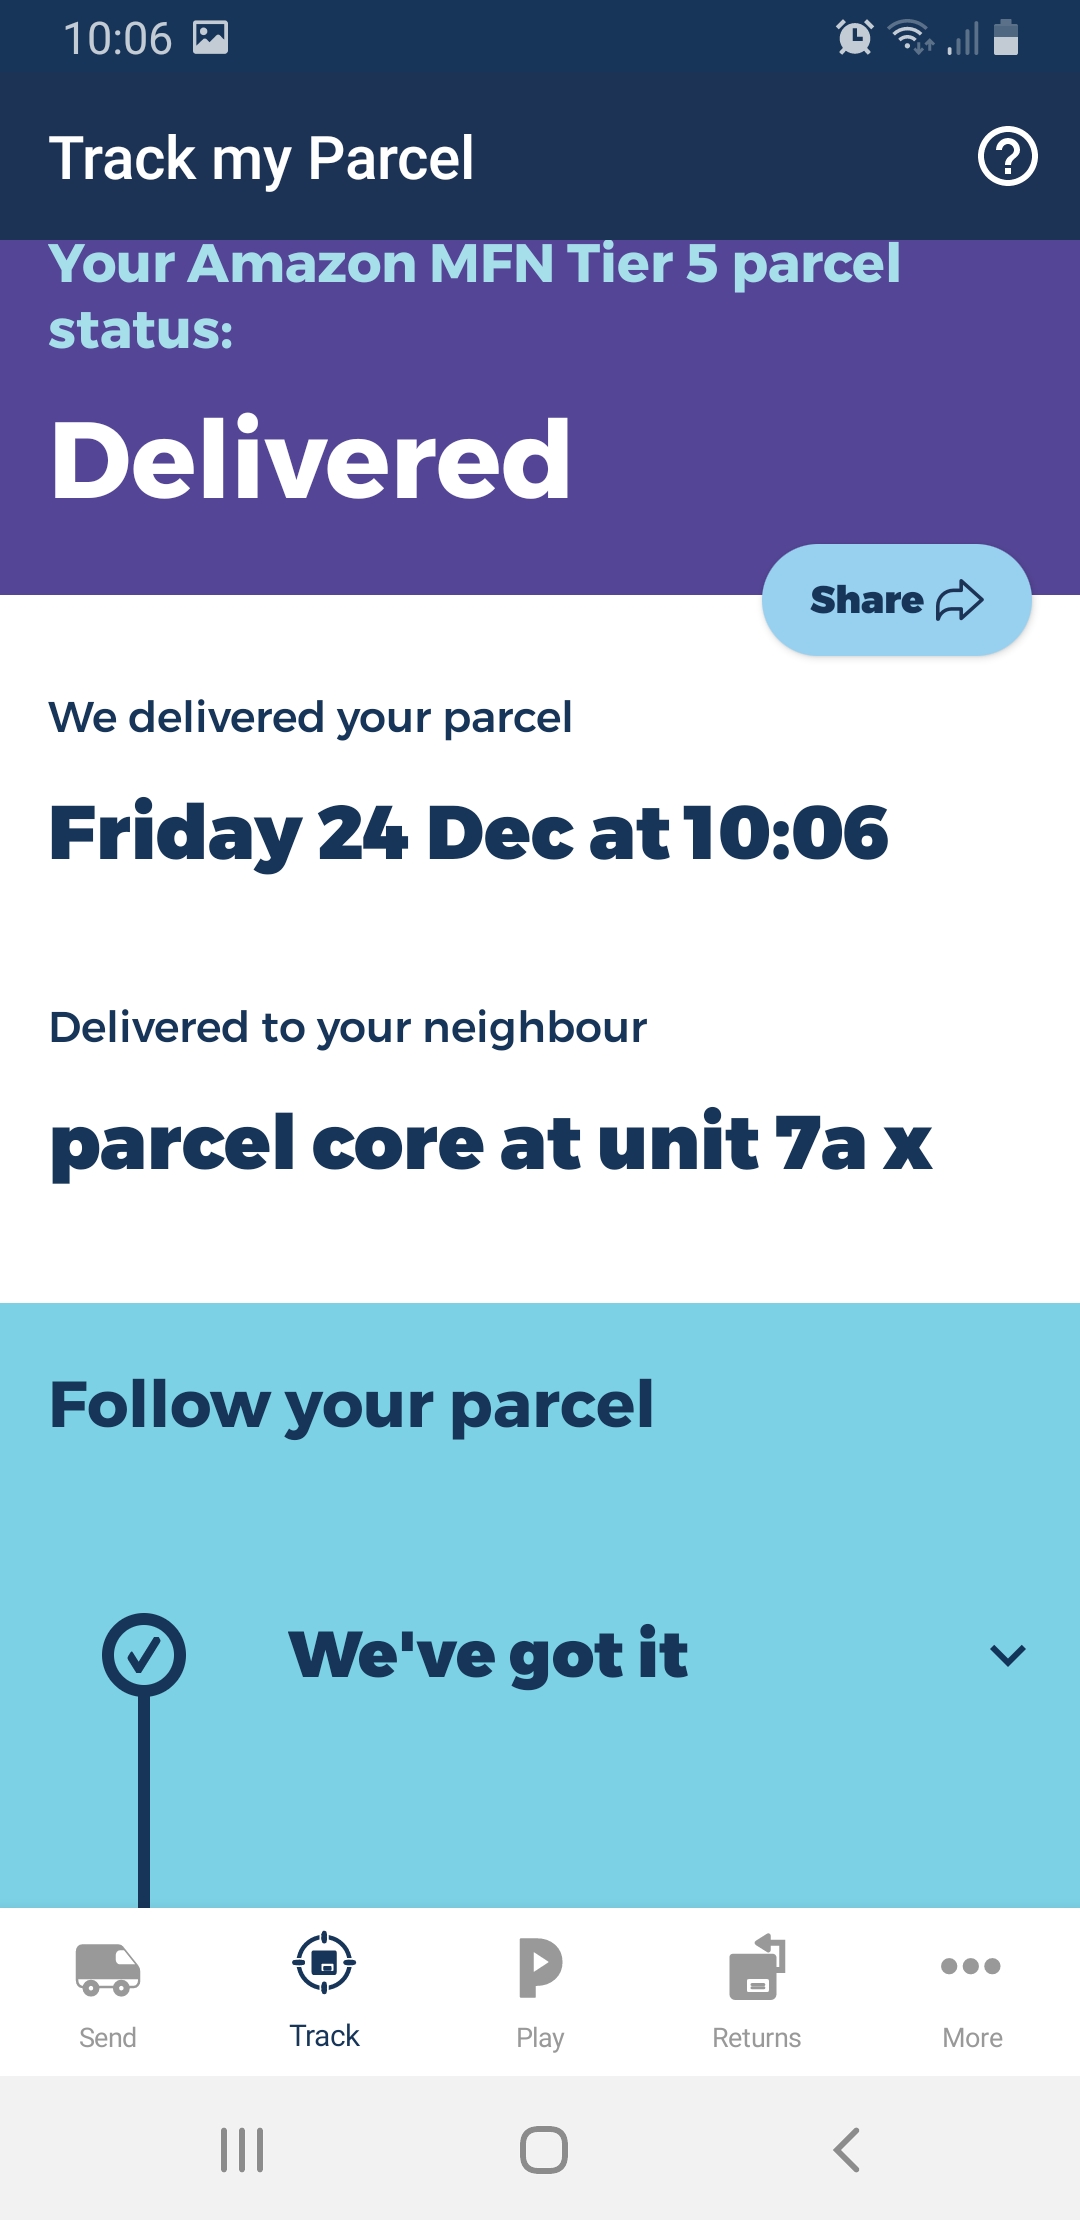 10:06
Track my Parcel
Your Amazon MFN Tier 5 parcel
status:
Delivered
Share
We delivered your parcel
Friday 24 Dec at 10:06
Delivered to your neighbour
parcel core at unit 7a x
Follow your parcel
We've got it
Send
Track
Play
Returns
More